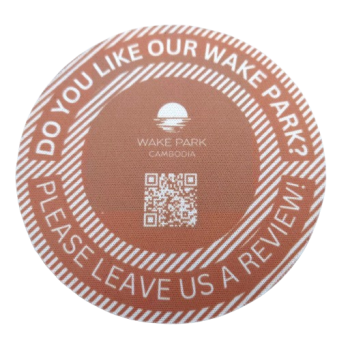 DO YOU LIKE OUR WAKE PARK?
WAKE PARK
CAMBODIA
PLEASE LEAVE US A REVIEW!